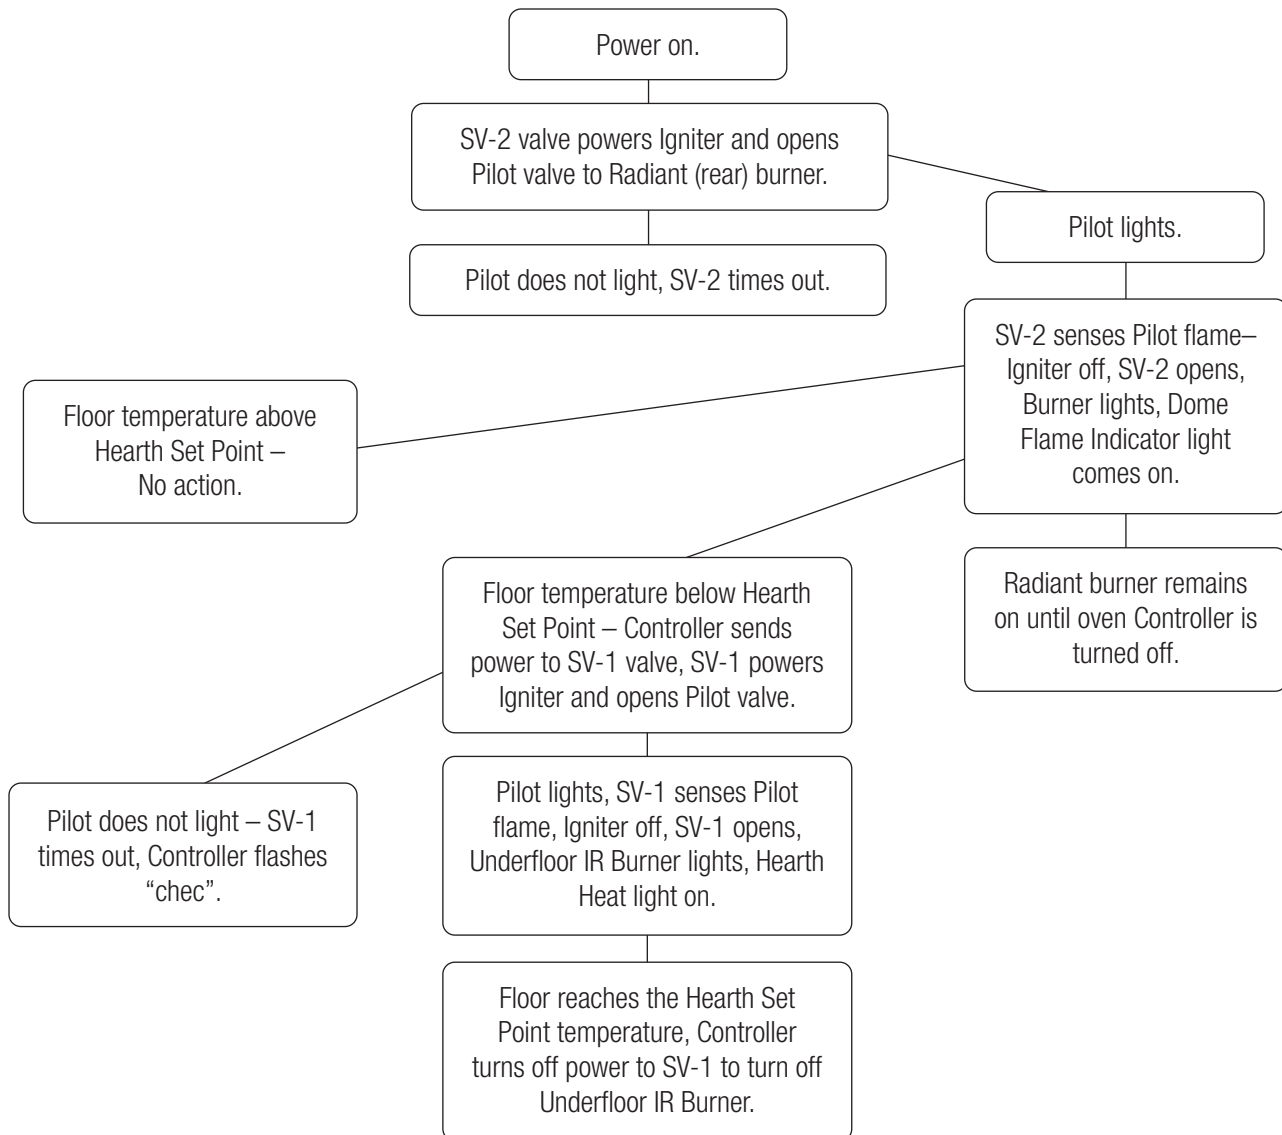 Power on.
SV-2 valve powers Igniter and opens
Pilot valve to Radiant (rear) burner.
Pilot lights.
Pilot does not light, SV-2 times out.
SV-2 senses Pilot flame–
Igniter off, SV-2 opens,
Burner lights, Dome
Flame Indicator light
comes on.
Floor temperature above
Hearth Set Point –
No action.
Radiant burner remains
on until oven Controller is
turned off.
Floor temperature below Hearth
Set Point – Controller sends
power to SV-1 valve, SV-1 powers
Igniter and opens Pilot valve.
Pilot does not light – SV-1
times out, Controller flashes
“chec”.
Pilot lights, SV-1 senses Pilot
flame, Igniter off, SV-1 opens,
Underfloor IR Burner lights, Hearth
Heat light on.
Floor reaches the Hearth Set
Point temperature, Controller
turns off power to SV-1 to turn off
Underfloor IR Burner.